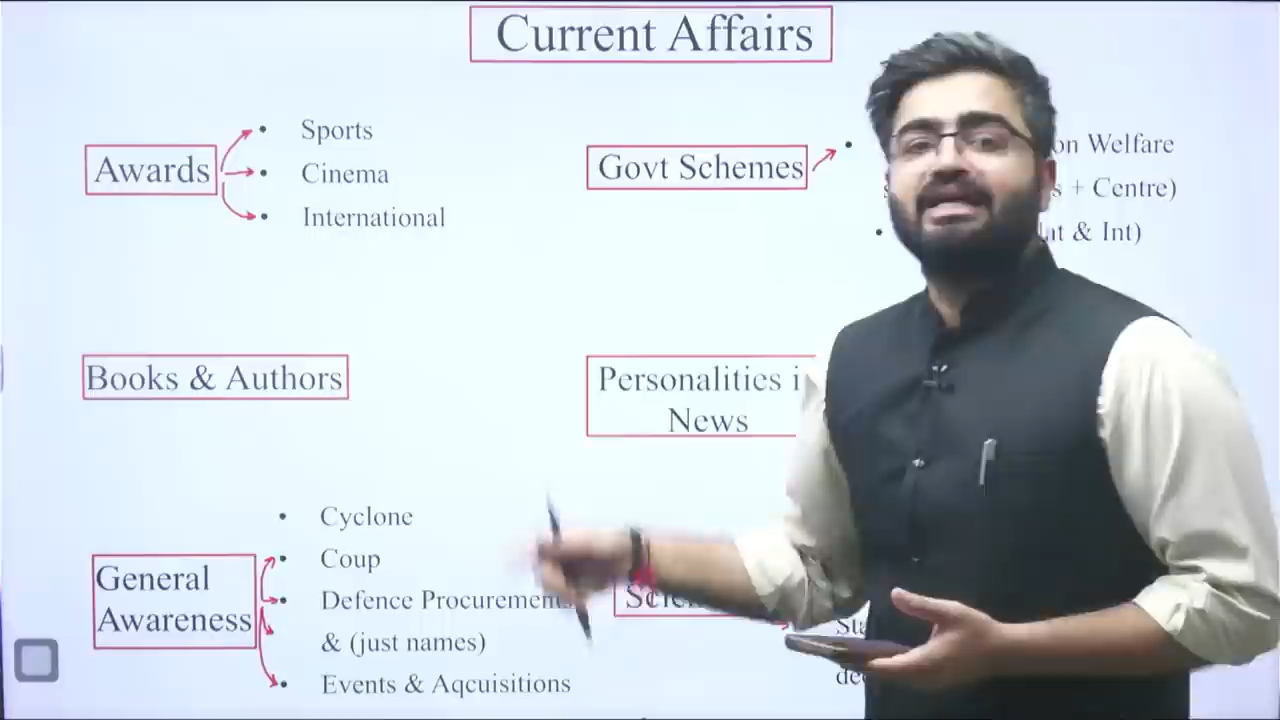 Current Affairs
Awards
Sports
Cinema
International
Govt Schemes
on Welfare
+ Centre)
& Int)
Books & Authors
Personalities
News
General
Awareness
Cyclone
Coup
Defence Procurement
& (just names)
Events & Aqcuisitions